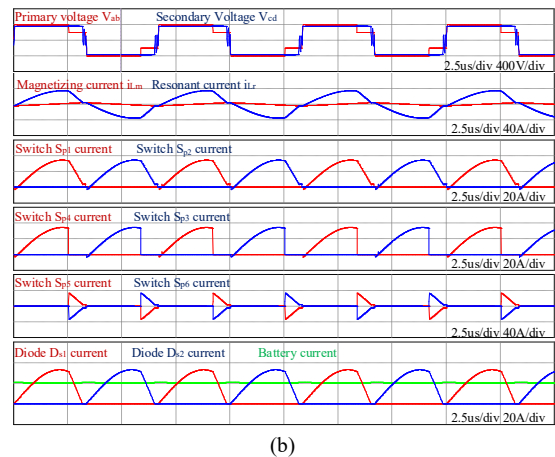 Primary voltage Vab Secondary Voltage Vcd
2.5us/div 400V/div
Magnetizing current iLm Resonant current iLr
2.5us/div 40A/div
Switch Sp1 current Switch Sp2 current
2.5us/div 20A/div
Switch Sp4 current Switch Sp3 current
2.5us/div 20A/div
Switch Sp5 current Switch Sp6 current
2.5us/div 40A/div
Diode Ds1 current Diode Ds2 current Battery current
2.5us/div 20A/div
(b)